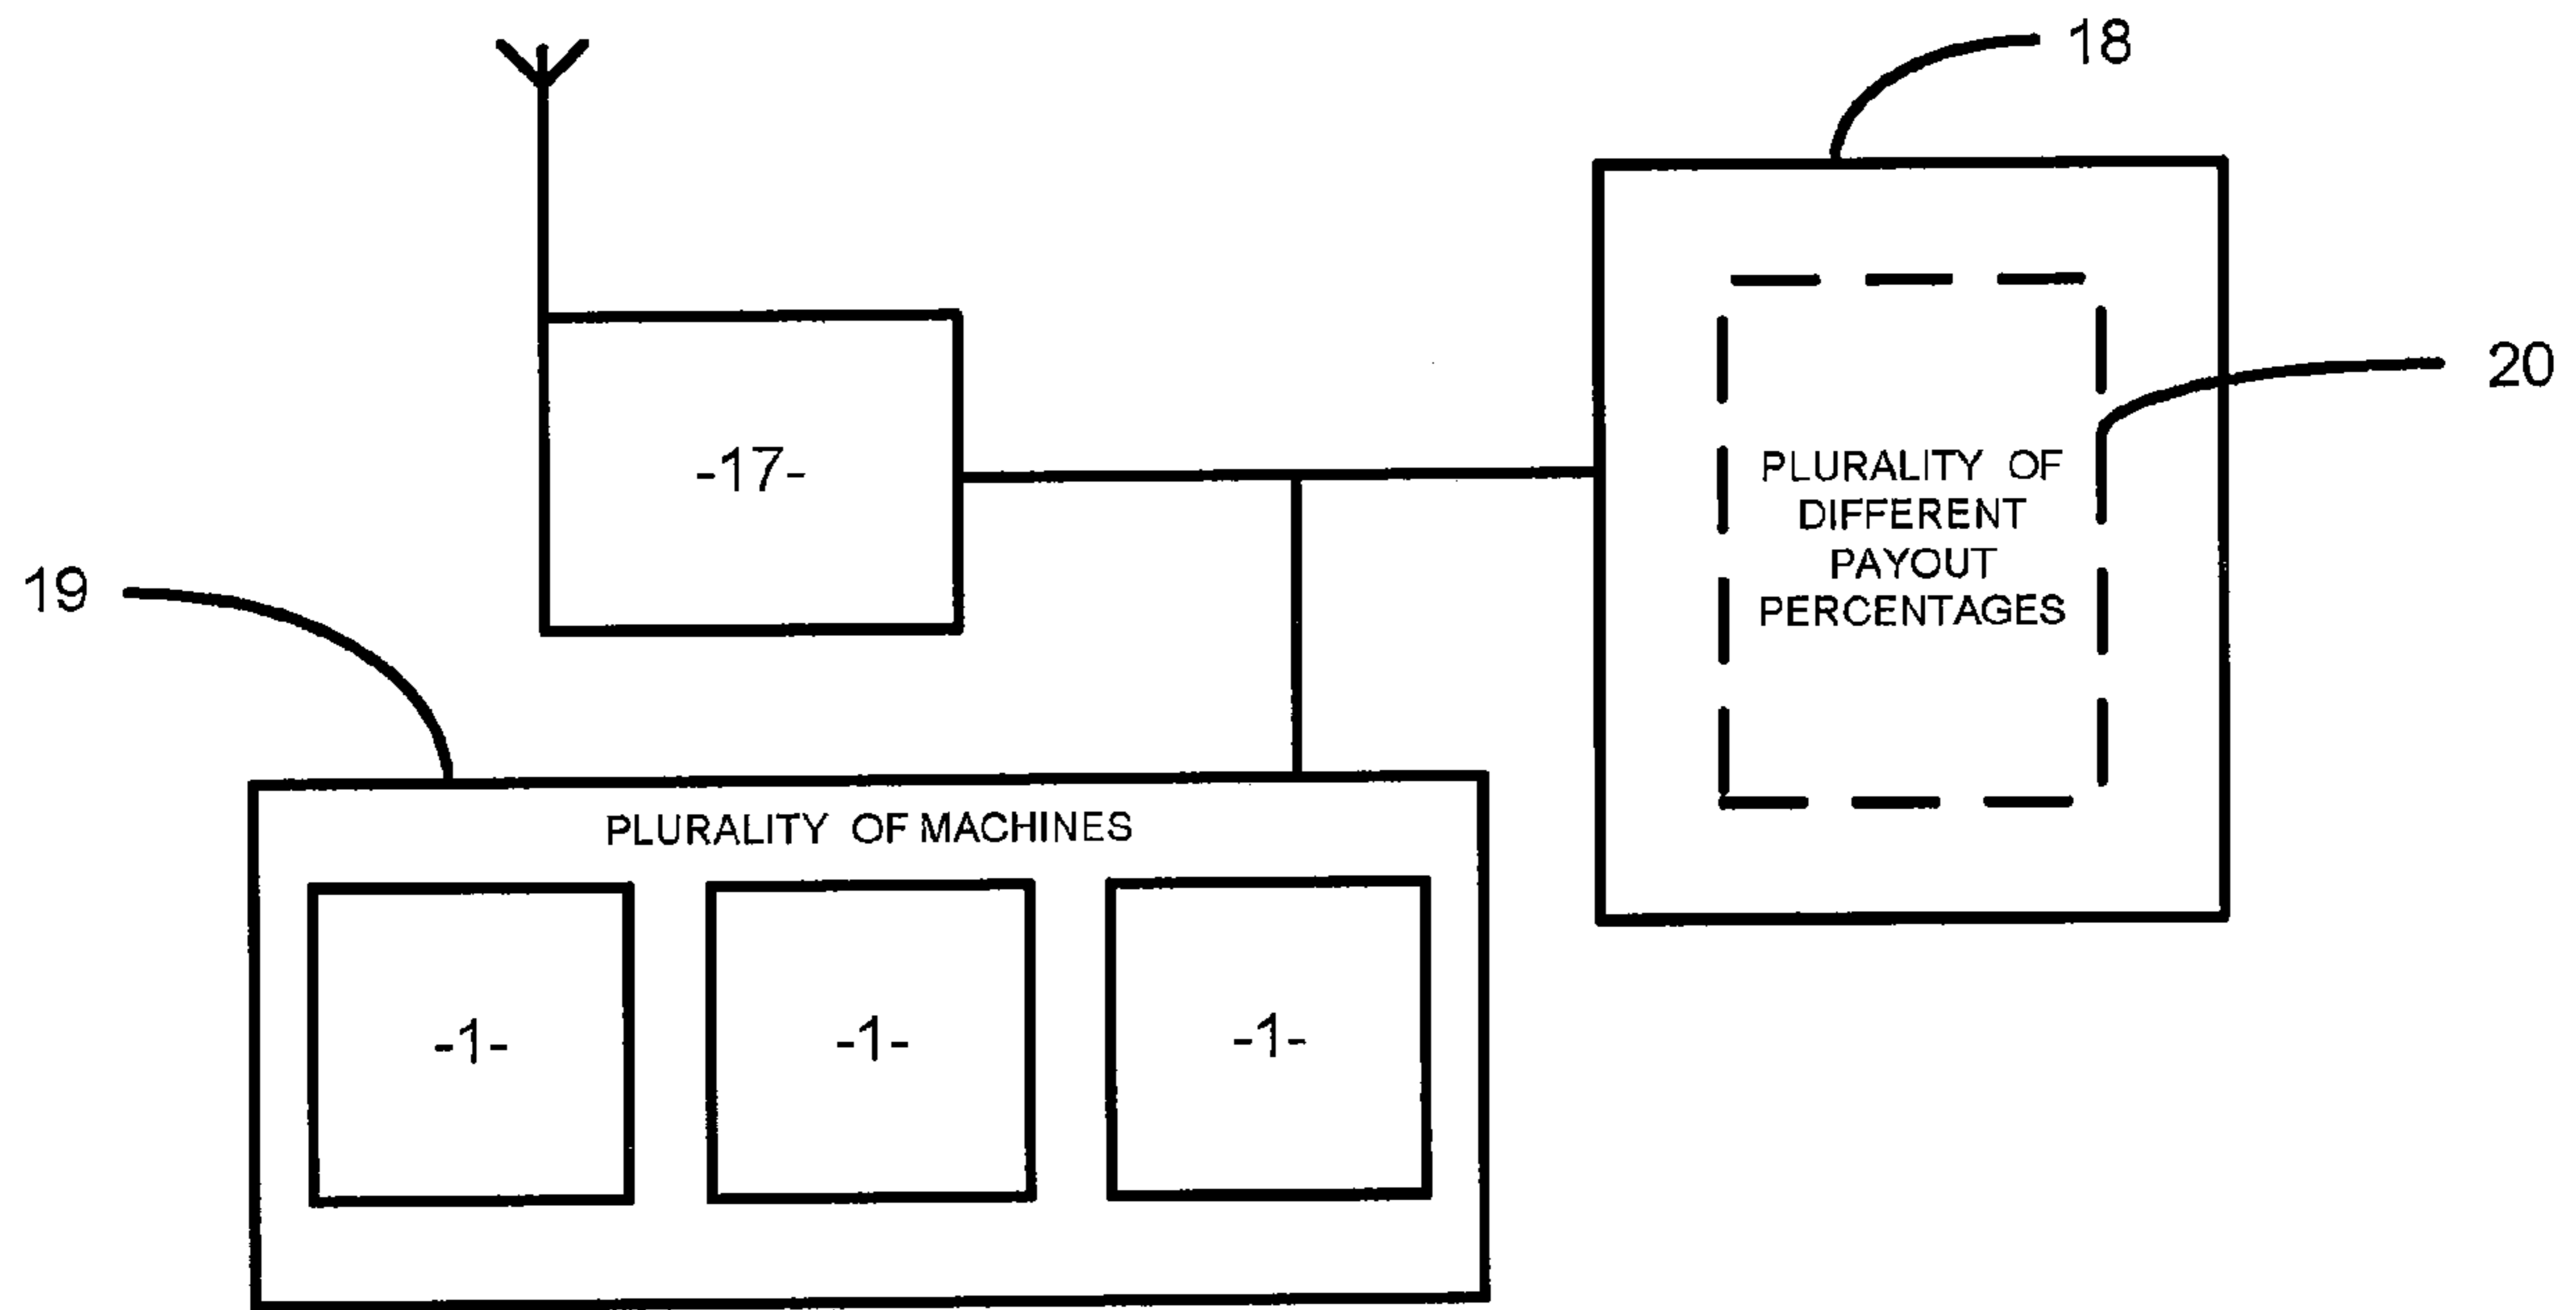 18
20
-17-
PLURALITY OF
DIFFERENT
PAYOUT
PERCENTAGES
19
PLURALITY OF MACHINES
-1-
-1-
-1-